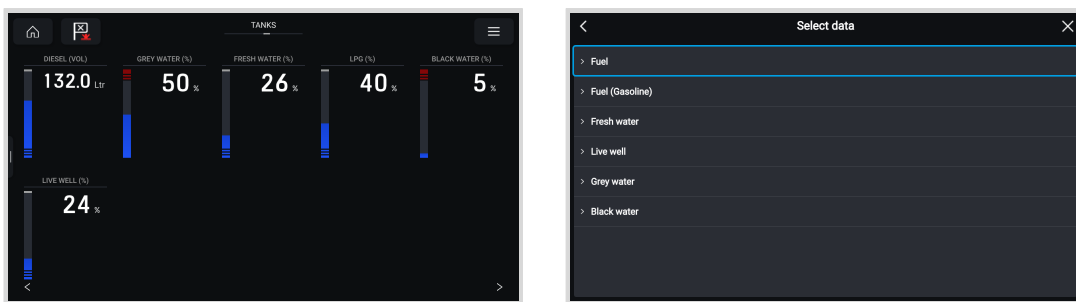 TANKS
DIESEL (VOL)
132.0 Ltr
GREY WATER (%)
50 %
FRESH WATER (%)
26 %
LPG (%)
40 %
BLACK WATER (%)
5 %
LIVE WELL (%)
24 %
Select data
Fuel
Fuel (Gasoline)
Fresh water
Live well
Grey water
Black water